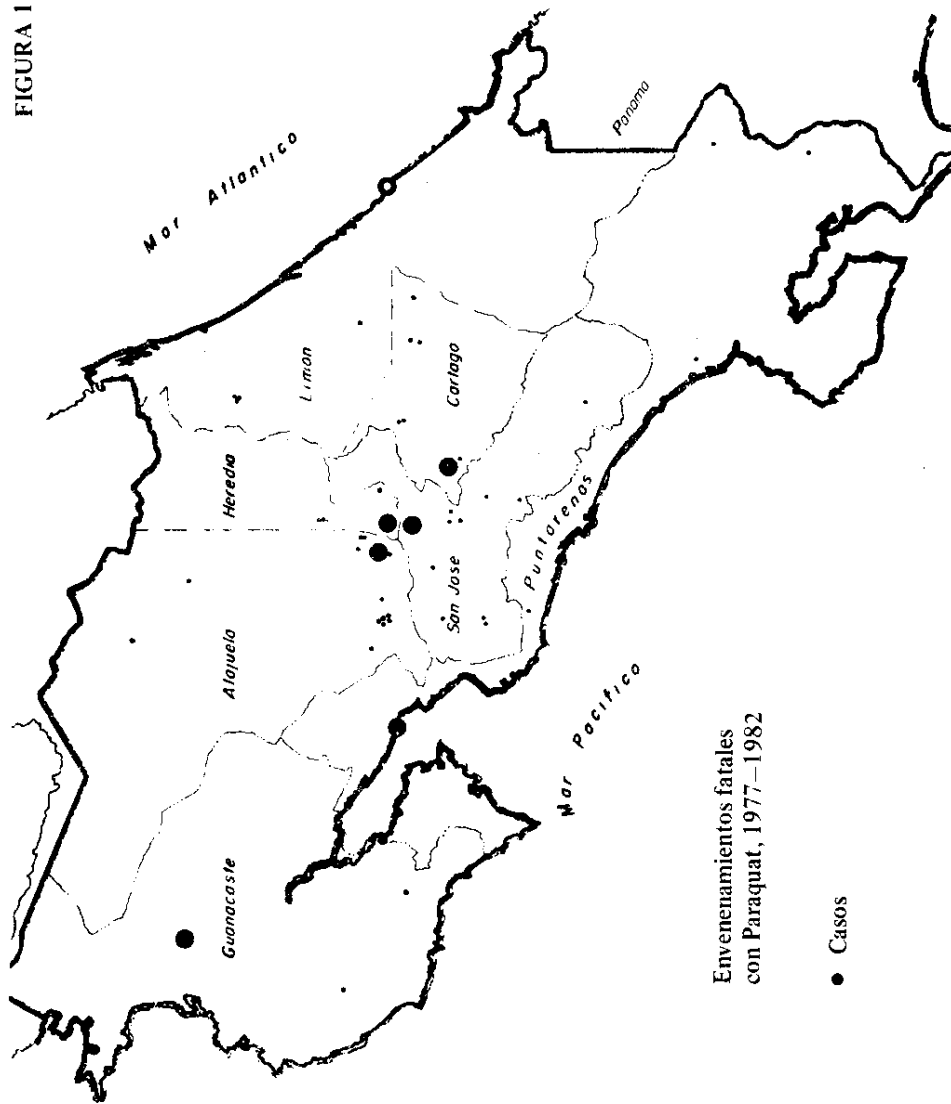 FIGURA 1
Mar Atlantico
Panama
Limon
Heredia
Cartago
Alajuela
San Jose
Puntarenas
Guanacaste
Mar Pacifico
Envenenamientos fatales
con Paraquat, 1977–1982
● Casos